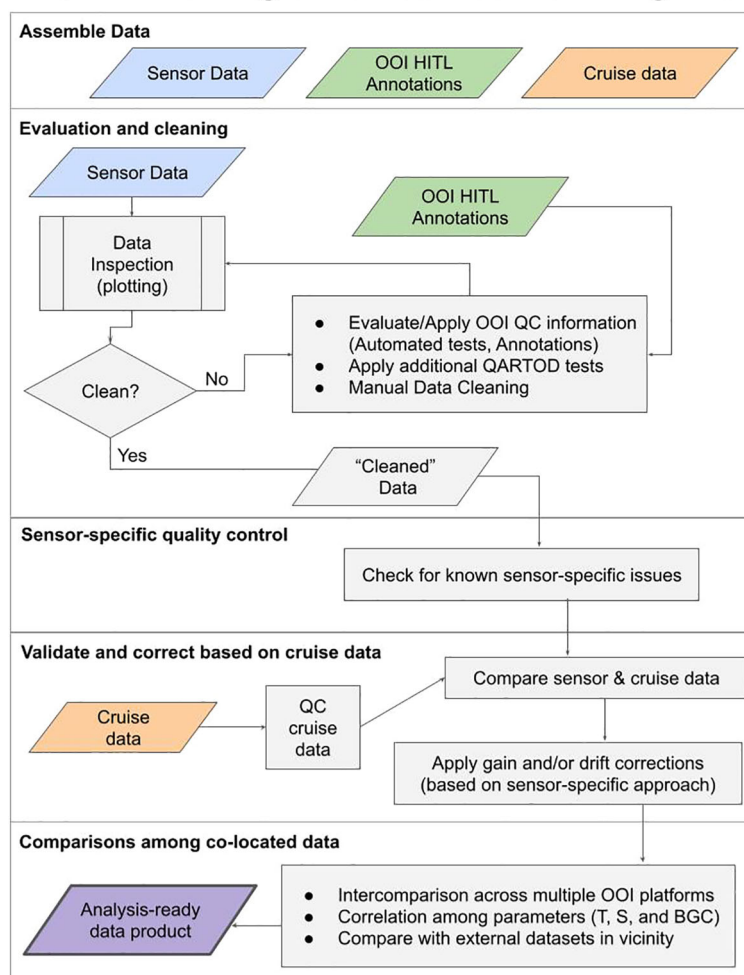 Assemble Data
Sensor Data
OOI HITL
Annotations
Cruise data
Evaluation and cleaning
Sensor Data
OOI HITL
Annotations
Data
Inspection
(plotting)
● Evaluate/Apply OOI QC information
(Automated tests, Annotations)
● Apply additional QARTOD tests
● Manual Data Cleaning
No
Clean?
Yes
“Cleaned”
Data
Sensor-specific quality control
Check for known sensor-specific issues
Validate and correct based on cruise data
Compare sensor & cruise data
Cruise
data
QC
cruise
data
Apply gain and/or drift corrections
(based on sensor-specific approach)
Comparisons among co-located data
Analysis-ready
data product
● Intercomparison across multiple OOI platforms
● Correlation among parameters (T, S, and BGC)
● Compare with external datasets in vicinity